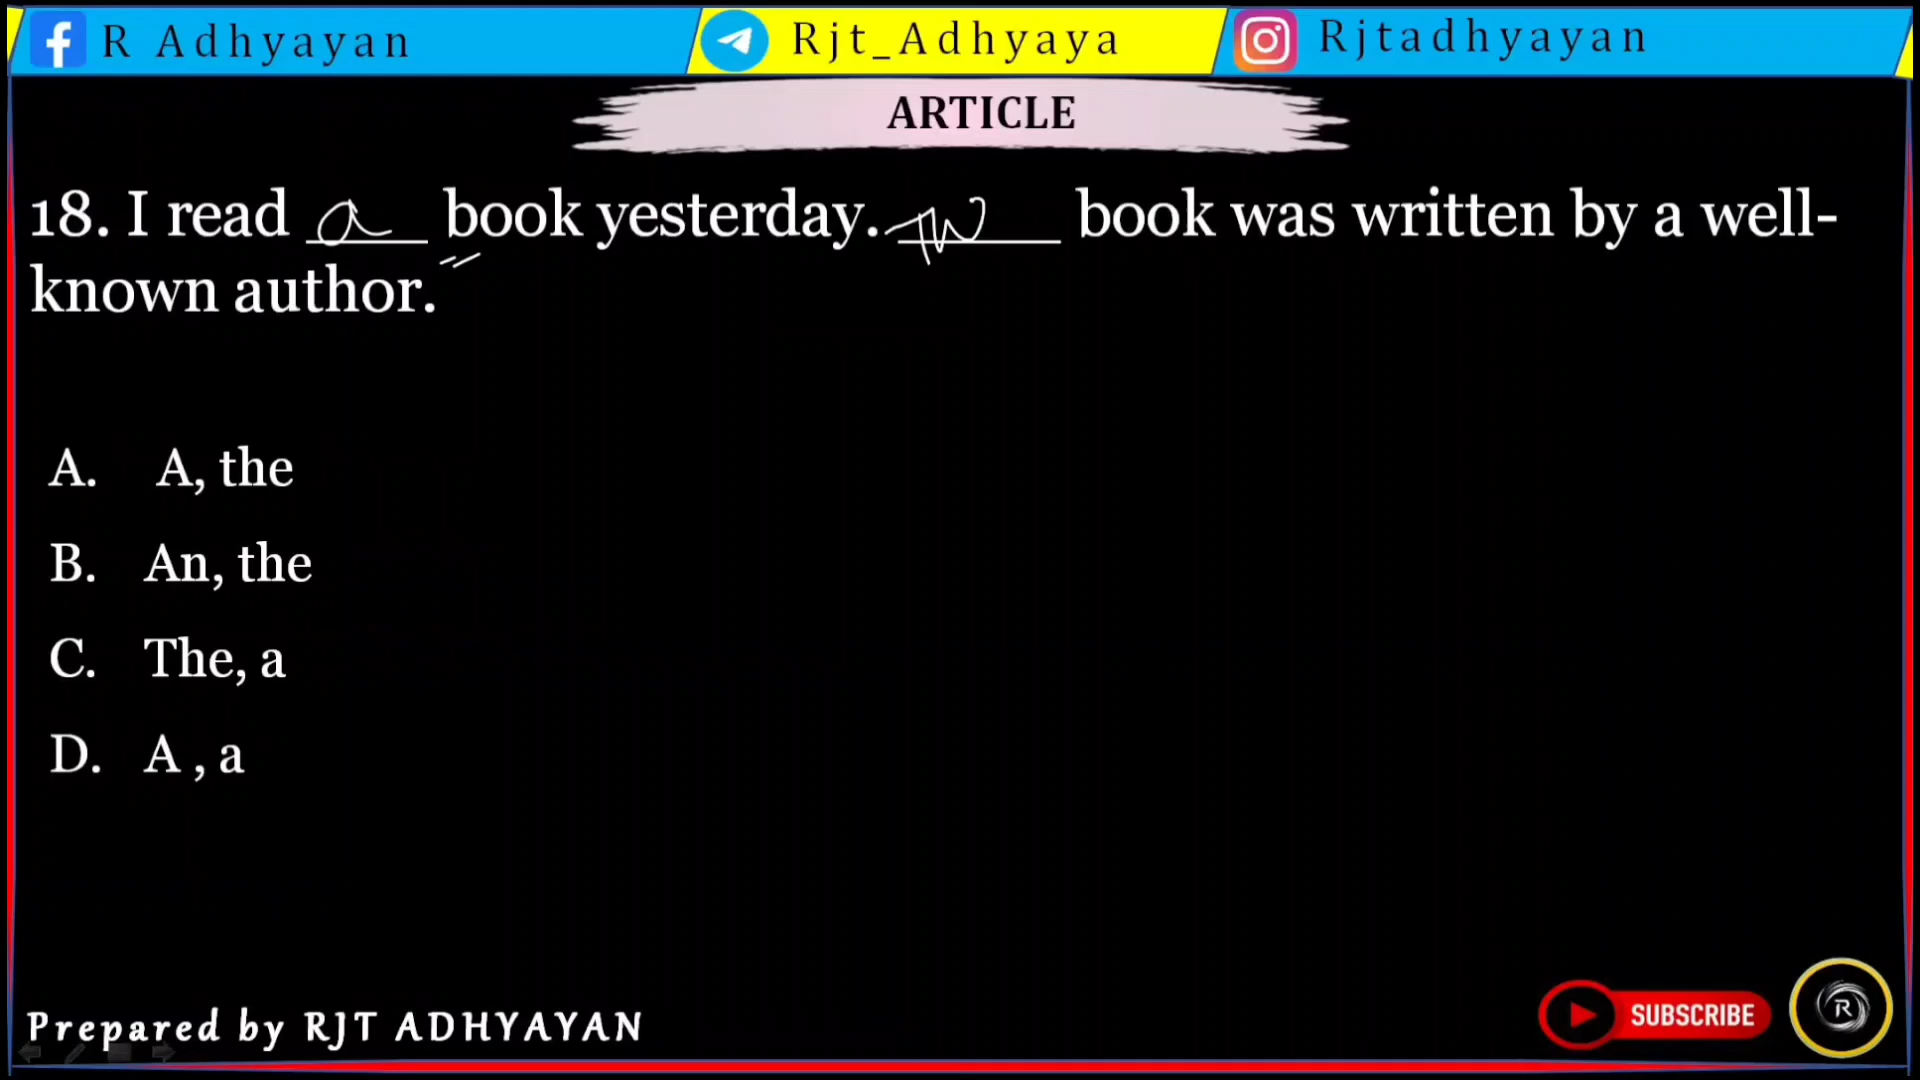 R Adhyayan Rjt_Adhyaya Rjtadhyayan
ARTICLE
18. I read a book yesterday. The book was written by a well-
known author.
A. A, the
B. An, the
C. The, a
D. A , a
Prepared by RJT ADHYAYAN
SUBSCRIBE
R